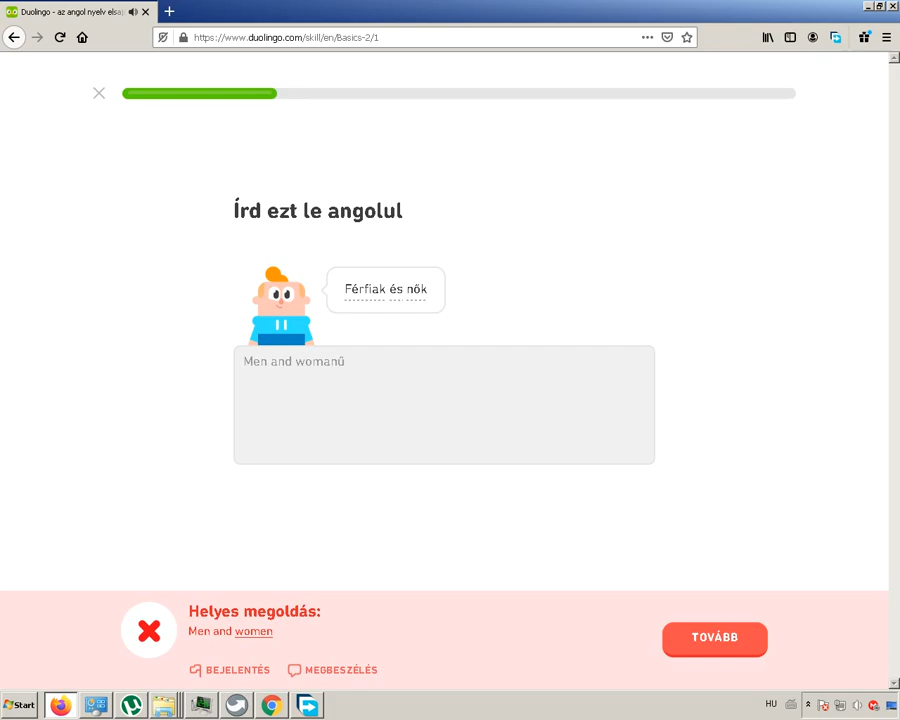 Duolingo - az angol nyelv elsa
https://www.duolingo.com/skill/en/Basics-2/1
Írd ezt le angolul
Férfiak és nők
Men and womanű
Helyes megoldás:
Men and women
TOVÁBB
BEJELENTÉS MEGBESZÉLÉS
Start
HU